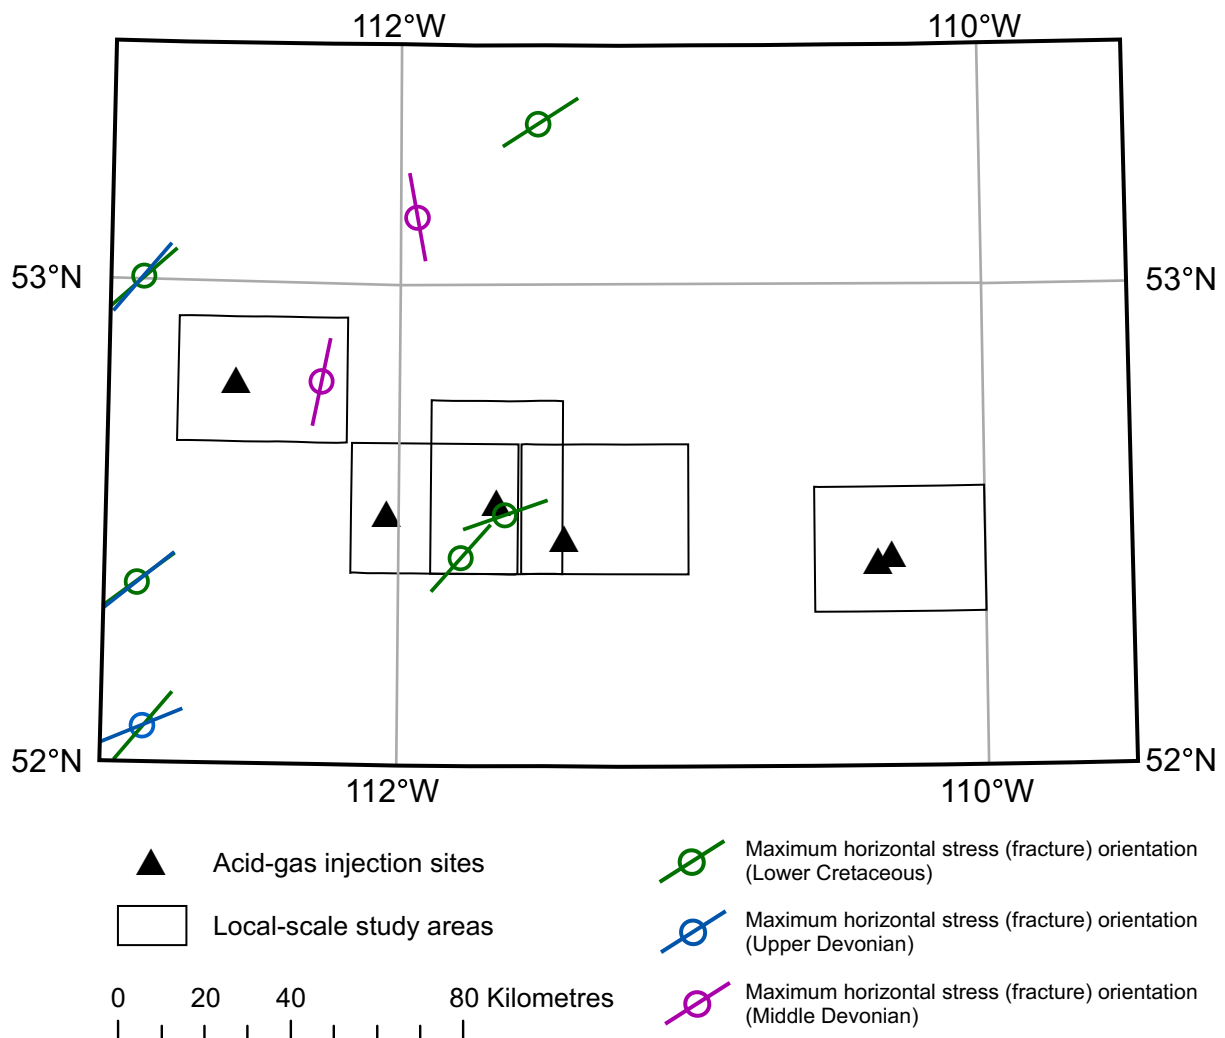 112°W 110°W
53°N 53°N
52°N 52°N
112°W 110°W
Acid-gas injection sites
Local-scale study areas
0 20 40 80 Kilometres
Maximum horizontal stress (fracture) orientation
(Lower Cretaceous)
Maximum horizontal stress (fracture) orientation
(Upper Devonian)
Maximum horizontal stress (fracture) orientation
(Middle Devonian)